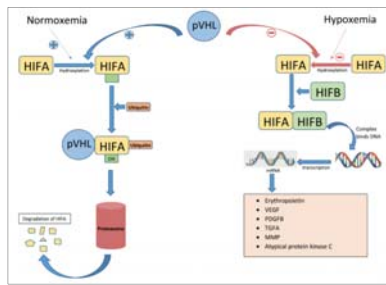 Normoxemia
pVHL
Hypoxemia
HIFA
Hydroxylation
HIFA
HIFA
Hydroxylation
HIFA
HIFB
Ubiquitin
HIFA
HIFB
Complex
binds DNA
pVHL
HIFA
Ubiquitin
OH
mRNA
transcription
Degradation of HIFA
Proteasome
Erythropoietin
VEGF
PDGFB
TGFA
MMP
Atypical protein kinase C